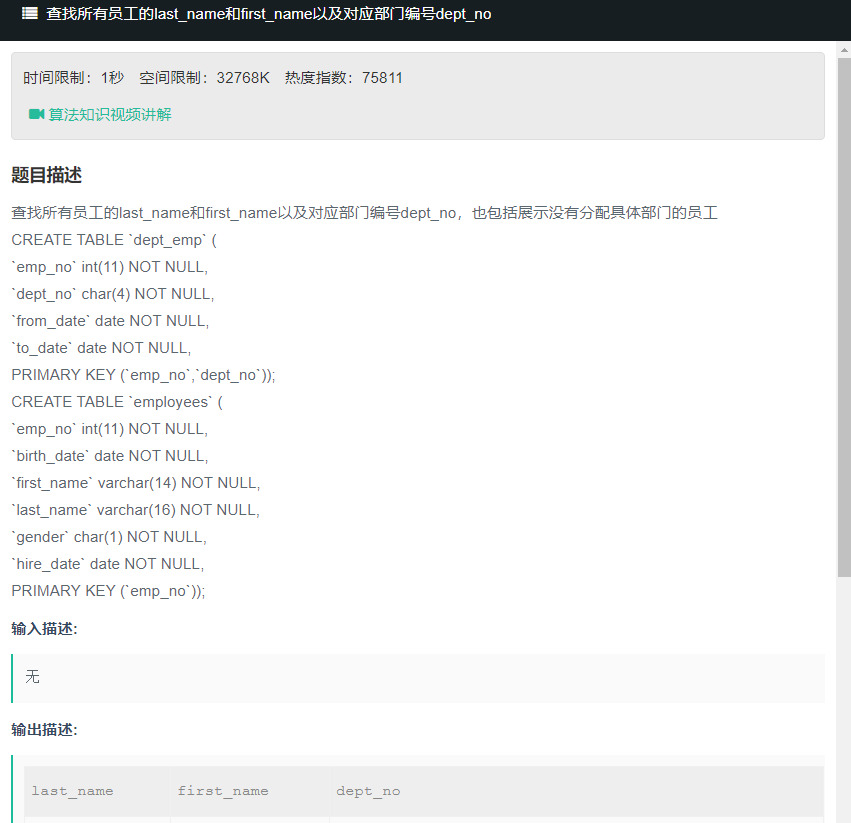 查找所有员工的last_name和first_name以及对应部门编号dept_no
时间限制：1秒 空间限制：32768K 热度指数：75811
算法知识视频讲解
题目描述
查找所有员工的last_name和first_name以及对应部门编号dept_no，也包括展示没有分配具体部门的员工
CREATE TABLE `dept_emp` (
`emp_no` int(11) NOT NULL,
`dept_no` char(4) NOT NULL,
`from_date` date NOT NULL,
`to_date` date NOT NULL,
PRIMARY KEY (`emp_no`,`dept_no`));
CREATE TABLE `employees` (
`emp_no` int(11) NOT NULL,
`birth_date` date NOT NULL,
`first_name` varchar(14) NOT NULL,
`last_name` varchar(16) NOT NULL,
`gender` char(1) NOT NULL,
`hire_date` date NOT NULL,
PRIMARY KEY (`emp_no`));
输入描述:
无
输出描述:
last_name first_name dept_no